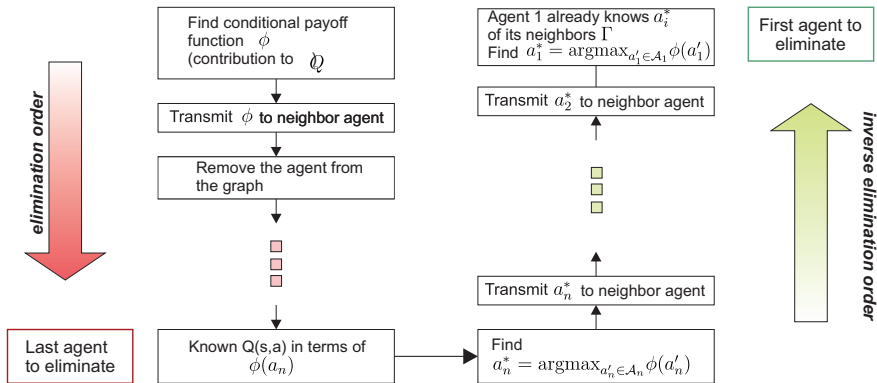 Find conditional payoff
function ϕ
(contribution to Q
Transmit ϕ to neighbor agent
Remove the agent from
the graph
Known Q(s,a) in terms of
ϕ(a_n)
elimination order
Last agent
to eliminate
Agent 1 already knows a_i^*
of its neighbors Γ
Find a_1^* = argmax_{a'_1∈𝒜_1} ϕ(a'_1)
Transmit a_2^* to neighbor agent
Transmit a_n^* to neighbor agent
Find
a_n^* = argmax_{a'_n∈𝒜_n} ϕ(a'_n)
First agent to
eliminate
inverse elimination order